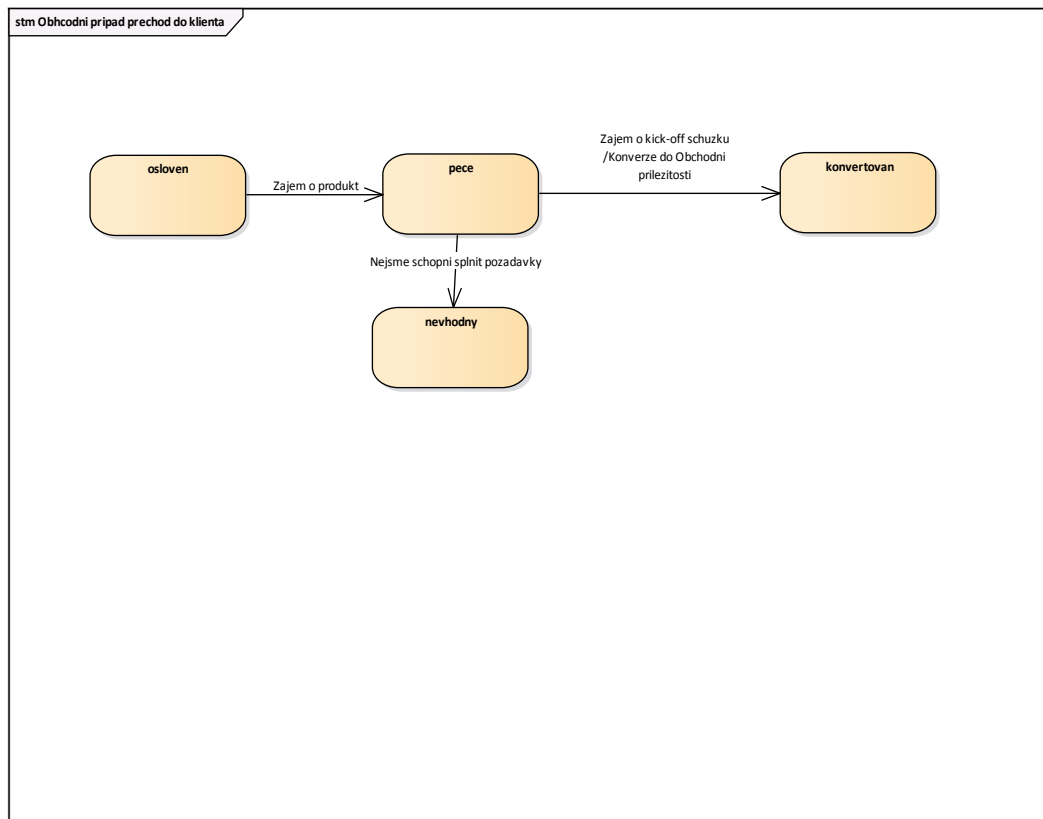 stm Obhcodni pripad prechod do klienta
osloven
Zajem o produkt
pece
Zajem o kick-off schuzku
/Konverze do Obchodni
prilezitosti
konvertovan
Nejsme schopni splnit pozadavky
nevhodny